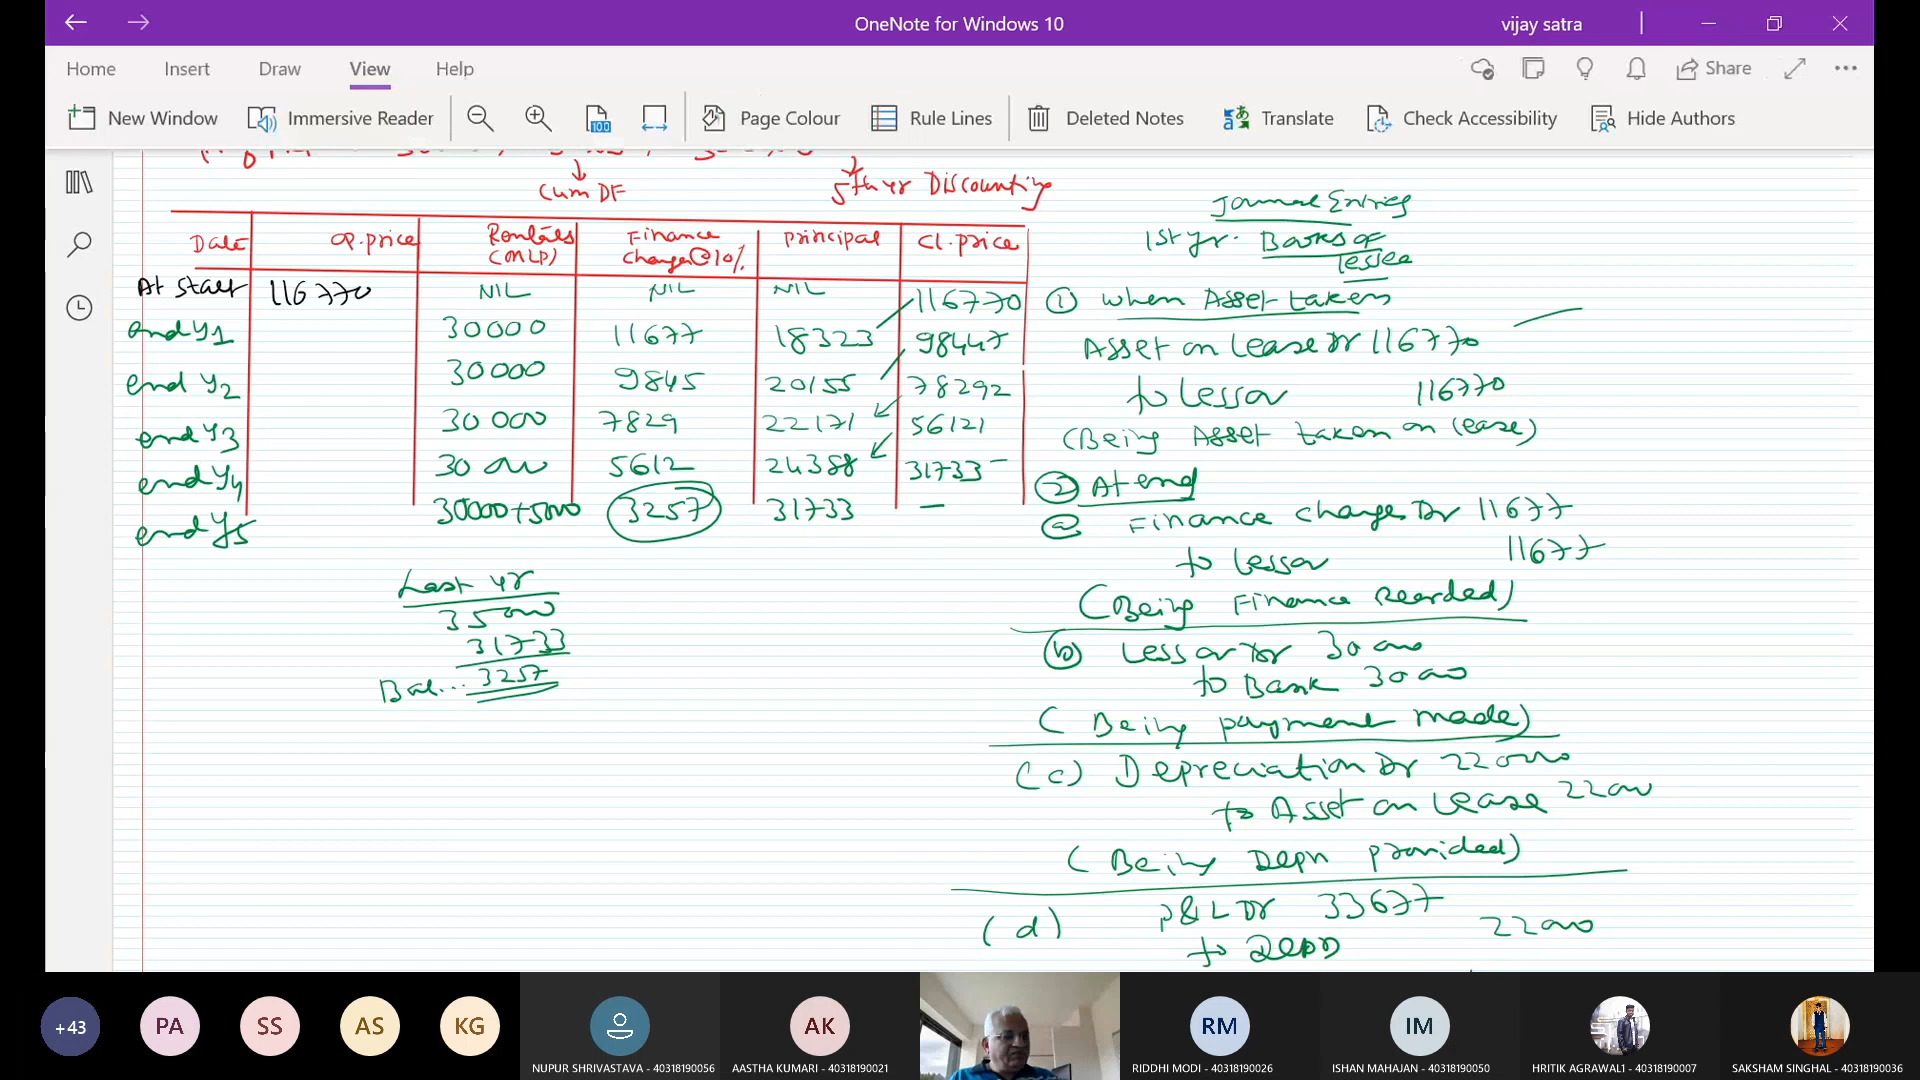 OneNote for Windows 10
vijay satra
Home Insert Draw View Help
Share
New Window Immersive Reader 100 Page Colour Rule Lines Deleted Notes Translate Check Accessibility Hide Authors
Cum DF
5th yr Discounting
Date Op.price Rentals (MLP) Finance charges@10% principal Cl.price
At Start 116770 NIL NIL NIL 116770
end Y1 30000 11677 18323 98447
end Y2 30000 9845 20155 78292
end Y3 30000 7829 22171 56121
end Y4 30000 5612 24388 31733 -
end Y5 30000+5000 3257 31733 -
Last yr
35000
31733
Bal... 3257
Journal Entries
1st yr. Books of lessee
① when Asset taken
Asset on Lease Dr 116770
to Lessor 116770
(Being Asset taken on lease)
② At end
ⓐ Finance charges Dr 11677
to Lessor 11677
(Being Finance recorded)
ⓑ Lessor Dr 30000
to Bank 30000
(Being payment made)
(c) Depreciation Dr 22000
to Asset on Lease 22000
(Being Depn provided)
(d) P&L Dr 33677
to Depn 22000
+43 PA SS AS KG AK RM IM
NUPUR SHRIVASTAVA - 40318190056
AASTHA KUMARI - 40318190021
RIDDHI MODI - 40318190026
ISHAN MAHAJAN - 40318190050
HRITIK AGRAWAL1 - 40318190007
SAKSHAM SINGHAL - 40318190036